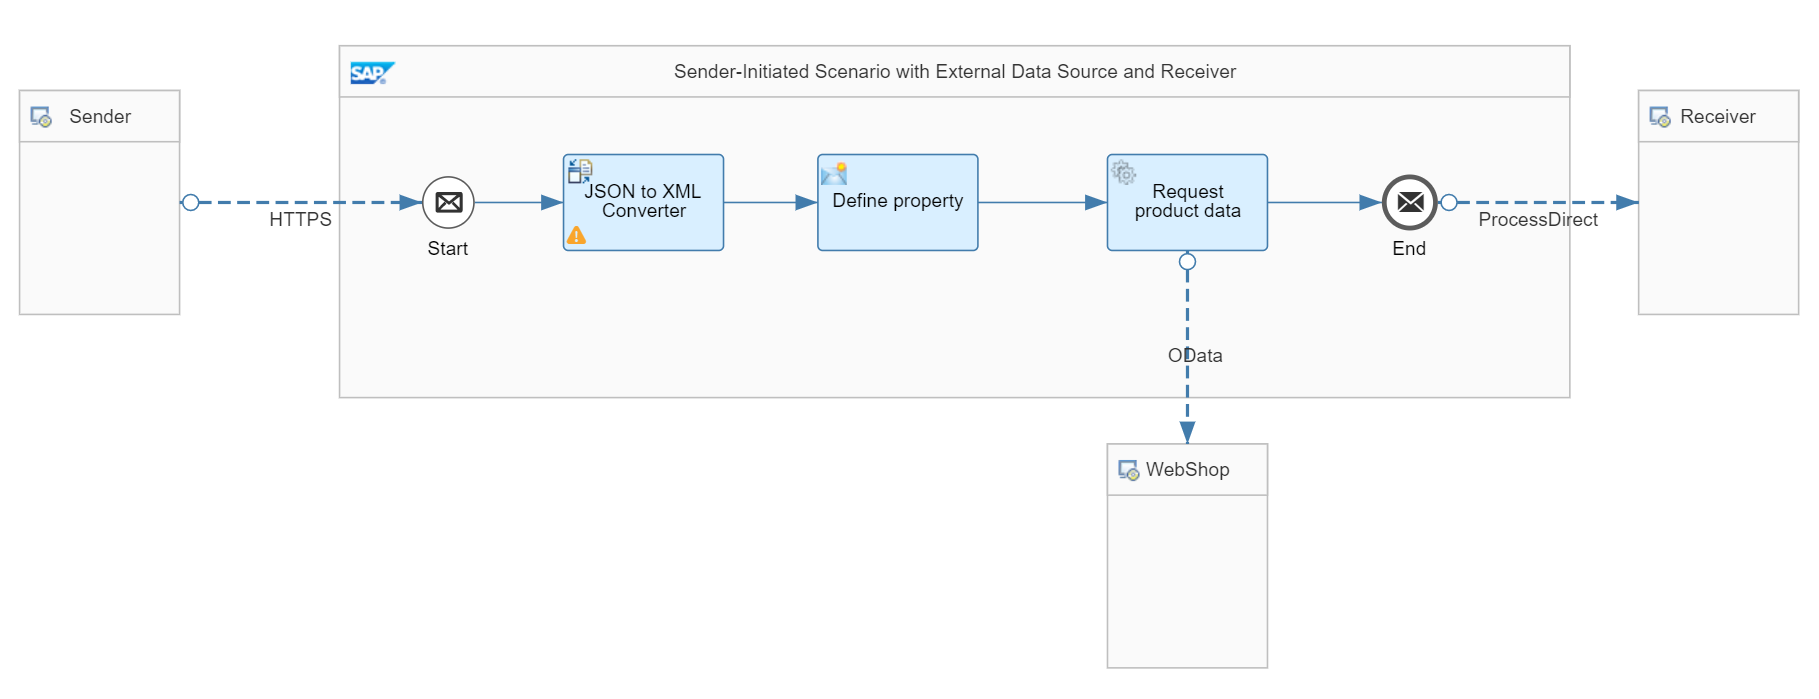 SAP
Sender-Initiated Scenario with External Data Source and Receiver
Sender
Receiver
JSON to XML
Converter
Define property
Request
product data
HTTPS
ProcessDirect
Start
End
OData
WebShop